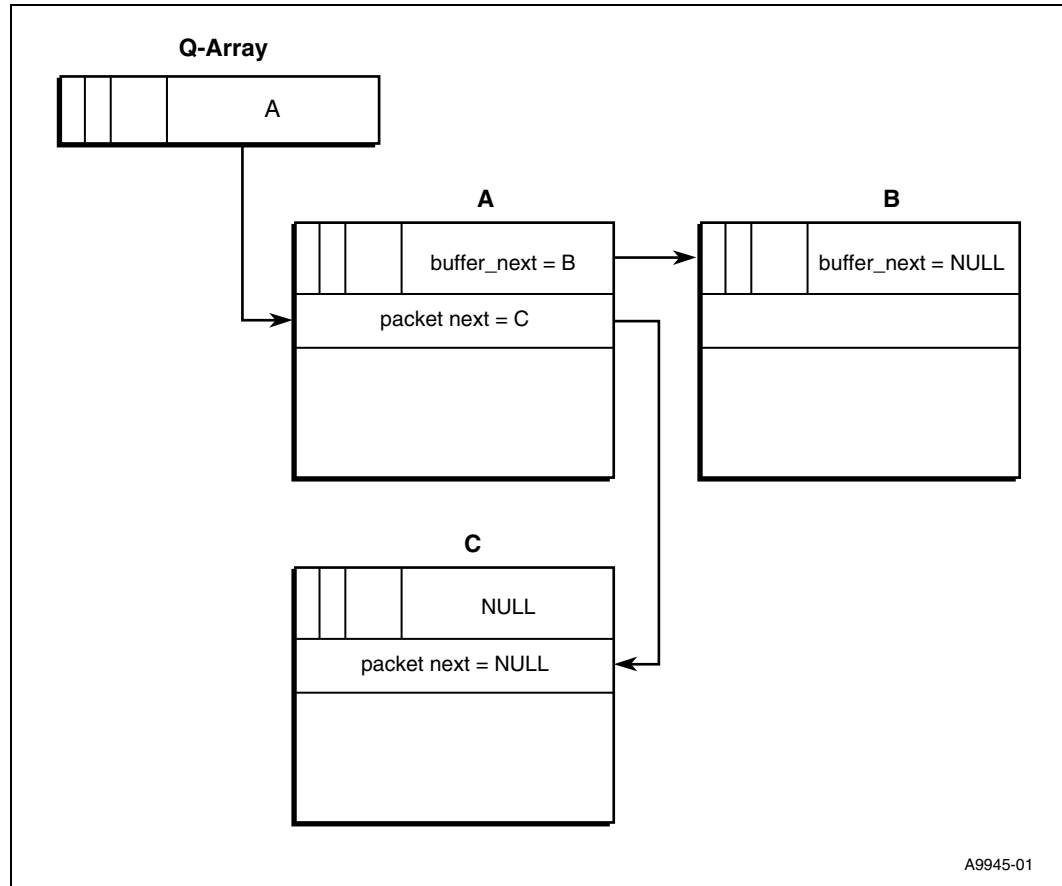 Q-Array
A
A
B
buffer_next = B
buffer_next = NULL
packet next = C
C
NULL
packet next = NULL
A9945-01